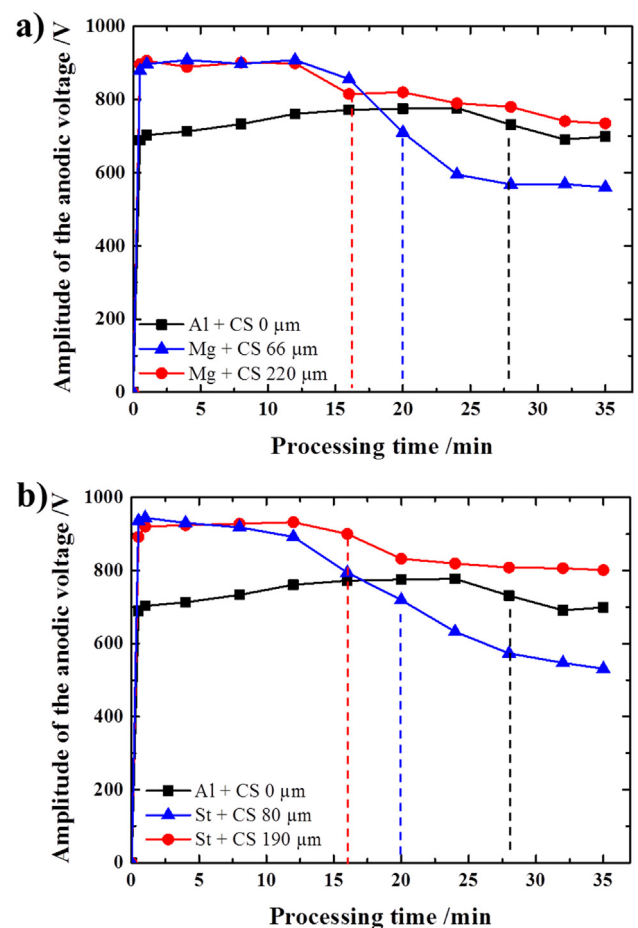 a)
Amplitude of the anodic voltage /V
1000
800
600
400
200
0
Al + CS 0 µm
Mg + CS 66 µm
Mg + CS 220 µm
0 5 10 15 20 25 30 35
Processing time /min
b)
Amplitude of the anodic voltage /V
1000
800
600
400
200
0
Al + CS 0 µm
St + CS 80 µm
St + CS 190 µm
0 5 10 15 20 25 30 35
Processing time /min